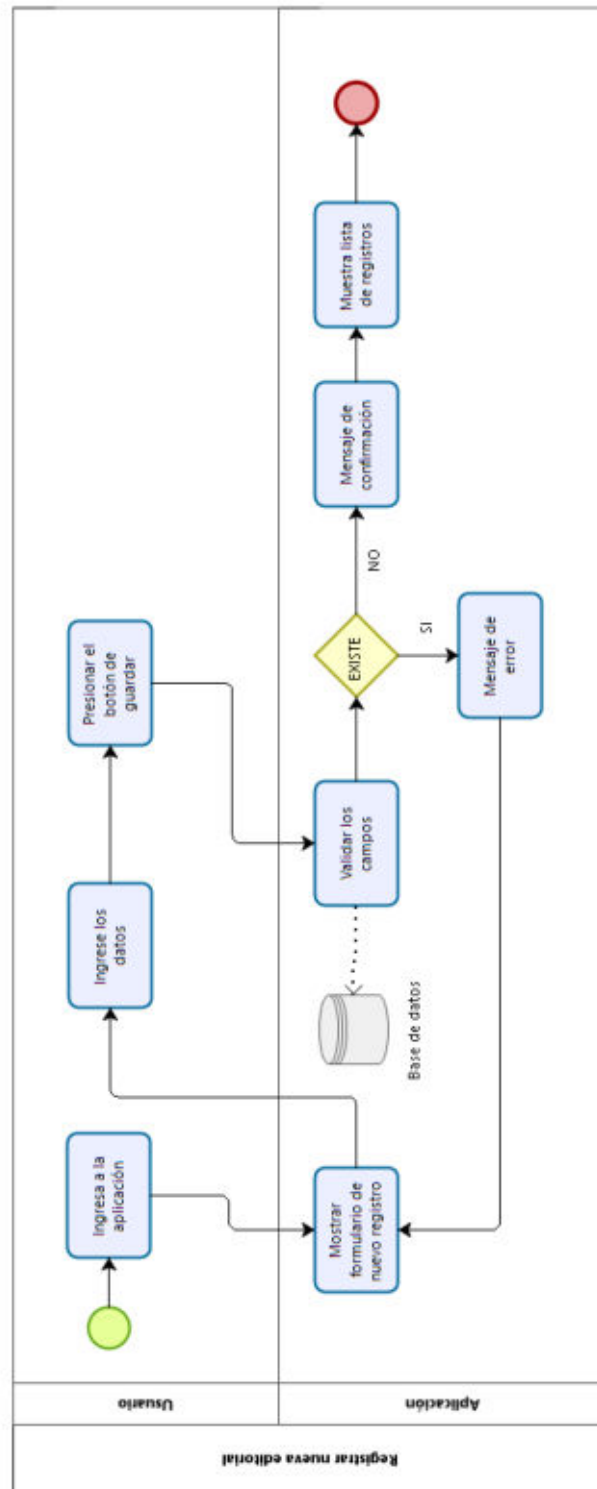 Registrar nueva editorial
Usuario
Ingresa a la
aplicación
Ingrese los
datos
Presionar el
botón de
guardar
Aplicación
Mostrar
formulario de
nuevo registro
Base de datos
Validar los
campos
EXISTE
NO
SI
Mensaje de
error
Mensaje de
confirmación
Muestra lista
de registros